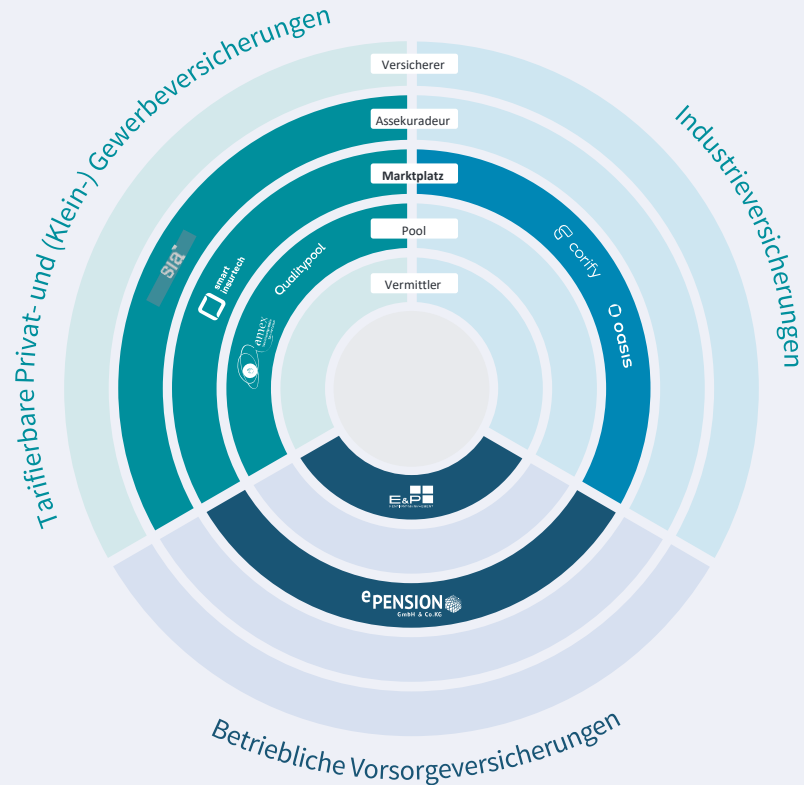 Tarifierbare Privat- und (Klein-) Gewerbeversicherungen
Industrieversicherungen
Versicherer
Assekuradeur
Marktplatz
Pool
Vermittler
sia
smart
insurtech
Qualitypool
amex
corify
oasis
E&P
ePENSION
GmbH & Co.KG
Betriebliche Vorsorgeversicherungen